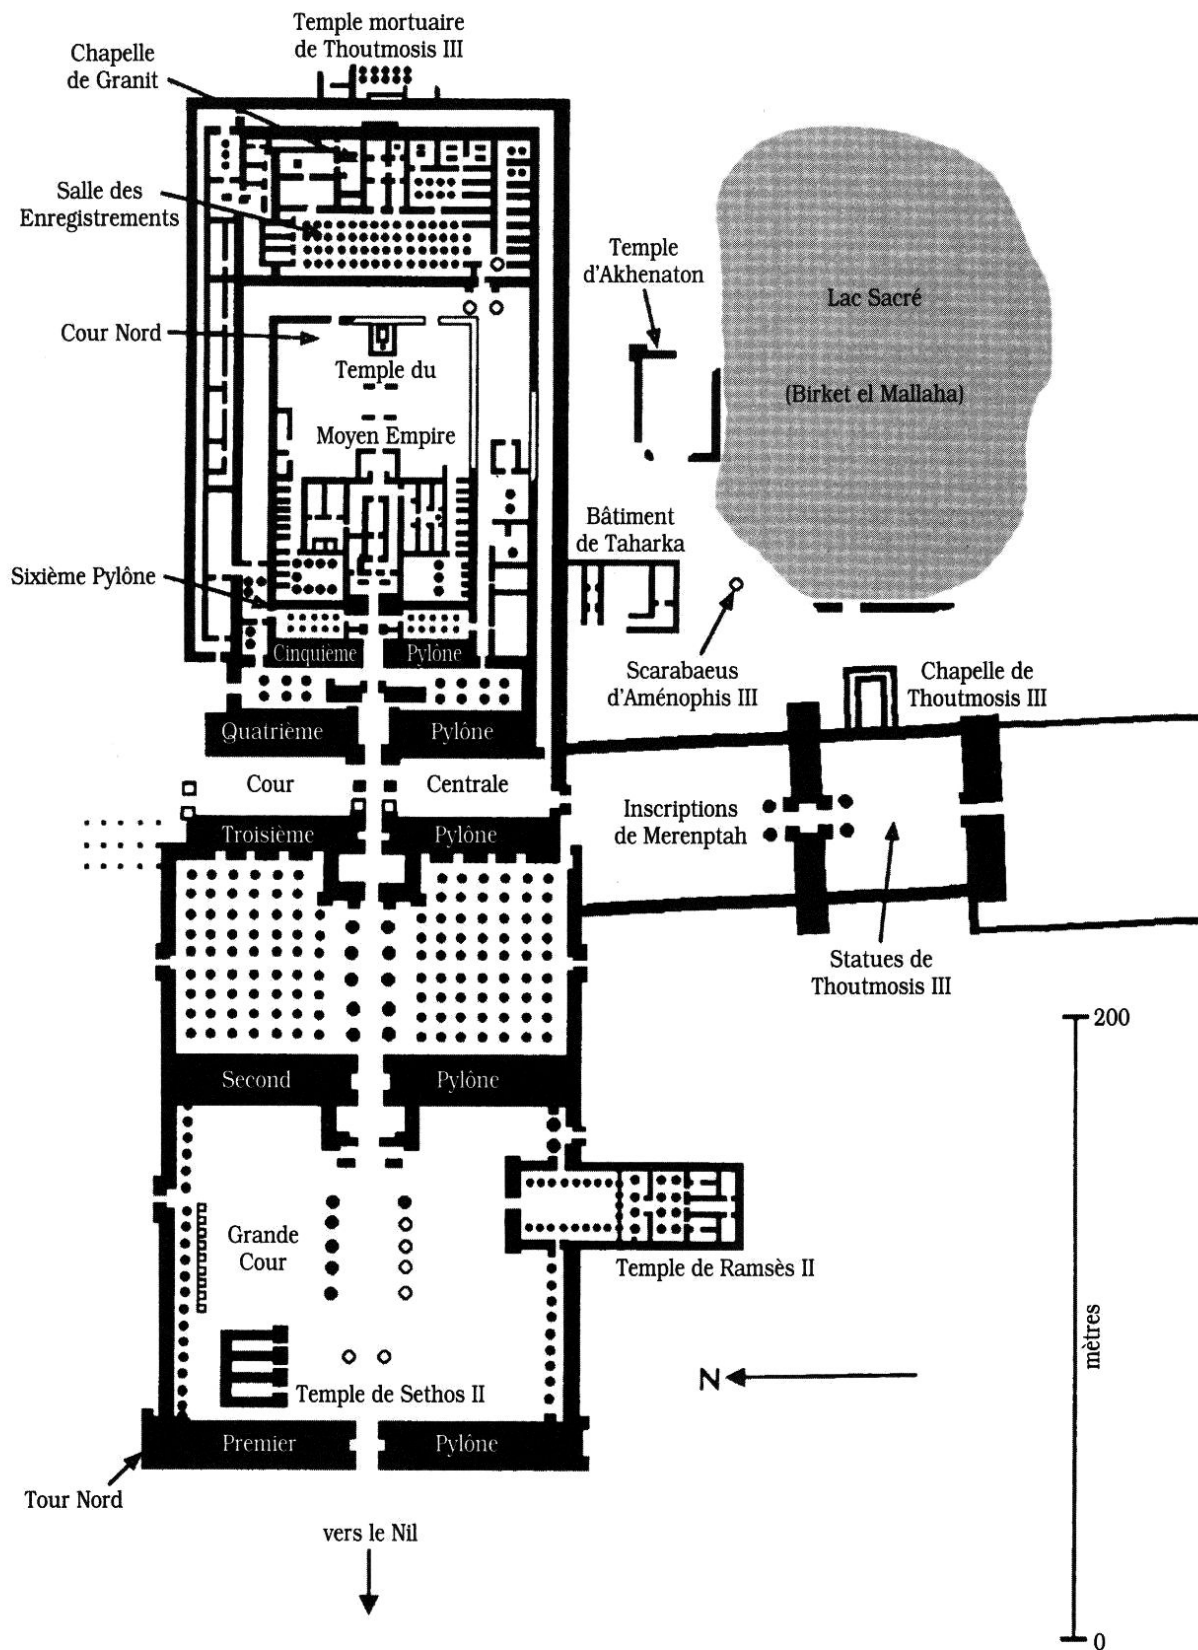 Temple mortuaire
de Thoutmosis III
Chapelle
de Granit
Salle des
Enregistrements
Temple
d'Akhenaton
Lac Sacré
Cour Nord
Temple du
(Birket el Mallaha)
Moyen Empire
Bâtiment
de Taharka
Sixième Pylône
Cinquième Pylône
Scarabaeus
d'Aménophis III
Chapelle de
Thoutmosis III
Quatrième Pylône
Cour Centrale
Inscriptions
de Merenptah
Troisième Pylône
Statues de
Thoutmosis III
200
Second Pylône
Grande
Cour
Temple de Ramsès II
mètres
N
Temple de Sethos II
Premier Pylône
Tour Nord
vers le Nil
0